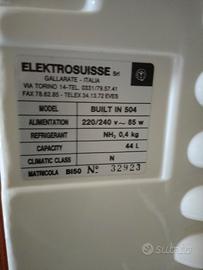 ELEKTROSUISSE Srl
GALLARATE - ITALIA
VIA TORINO 14-TEL. 0331/79.57.41
FAX 78.62.85 - TELEX 34.13.72 EVES
MODEL BUILT IN 504
ALIMENTATION 220/240 v ~ 85 w
REFRIGERANT NH₃ 0,4 kg
CAPACITY 44 L
CLIMATIC CLASS N
MATRICOLA BI50 Nº 32923
subito